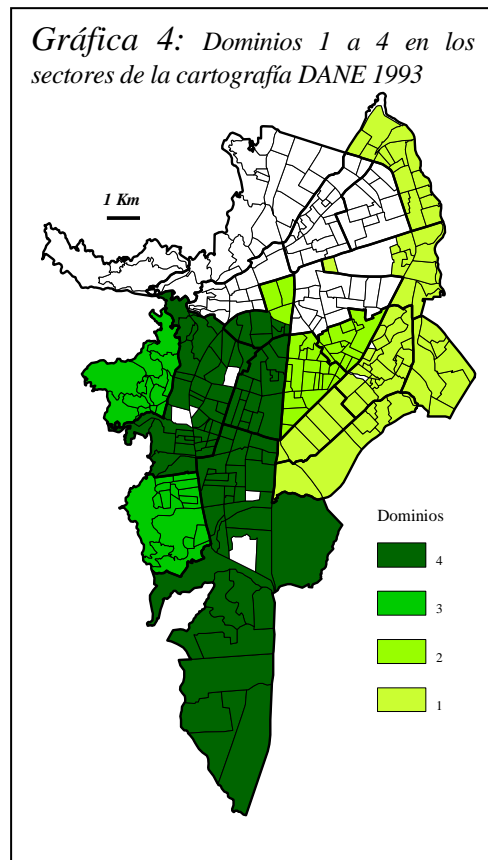 Gráfica 4: Dominios 1 a 4 en los
sectores de la cartografía DANE 1993
1 Km
Dominios
4
3
2
1